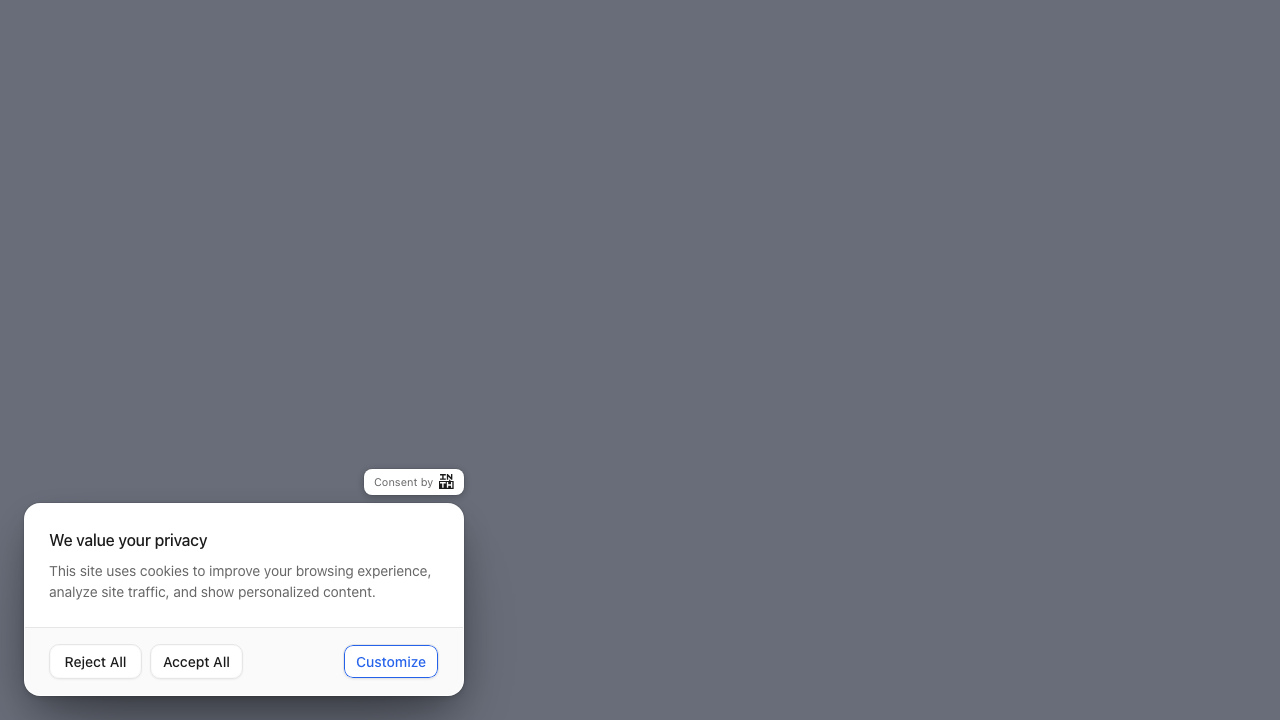 Consent by INTH
We value your privacy
This site uses cookies to improve your browsing experience,
analyze site traffic, and show personalized content.
Reject All
Accept All
Customize